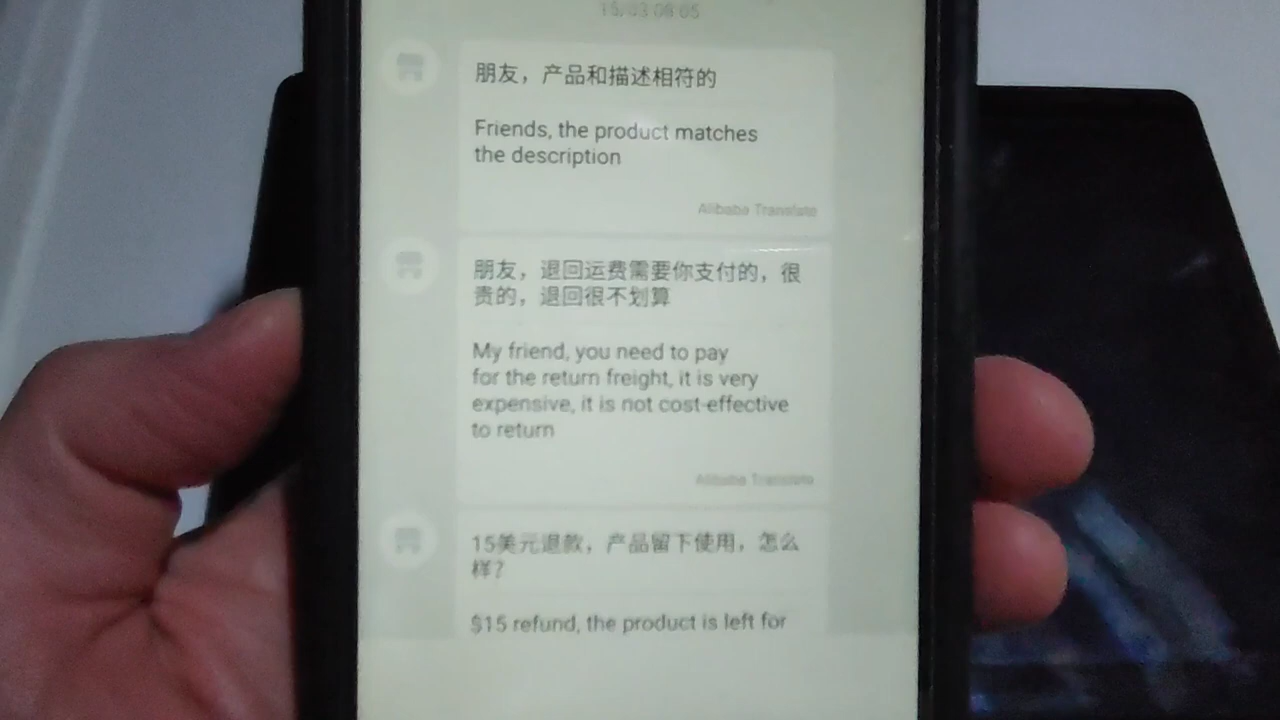 15/03 08:05
朋友，产品和描述相符的
Friends, the product matches
the description
Alibaba Translate
朋友，退回运费需要你支付的，很
贵的，退回很不划算
My friend, you need to pay
for the return freight, it is very
expensive, it is not cost-effective
to return
Alibaba Translate
15美元退款，产品留下使用，怎么
样？
$15 refund, the product is left for